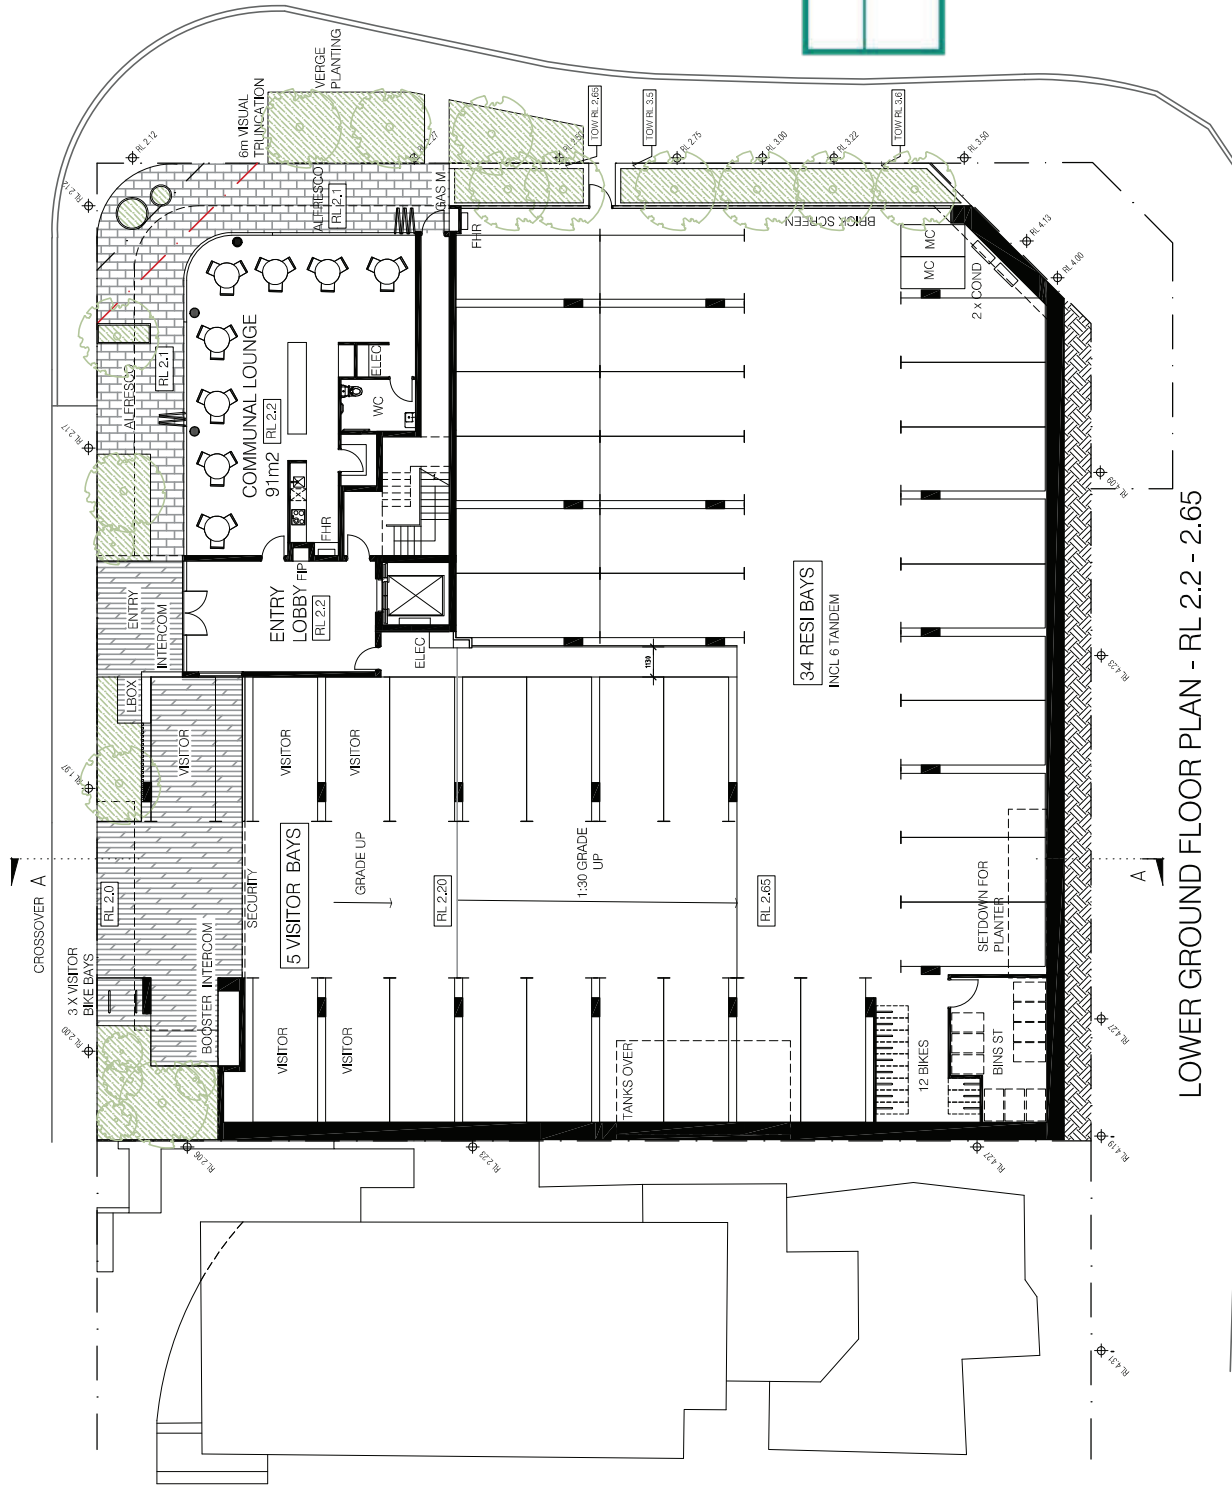 VERGE
PLANTING
6m VISUAL
TRUNCATION
RL 2.12
RL 2.12
RL 2.27
TOW RL 2.65
TOW RL 3.5
RL 2.75
RL 3.00
RL 3.22
TOW RL 3.6
RL 3.50
ALFRESCO
RL 2.1
GAS M.
FHR
BRICK SCREEN
MC
MC
2 x COND
RL 4.13
RL 4.00
ALFRESCO
RL 2.1
COMMUNAL LOUNGE
91m2
RL 2.2
ELEC
WC
FHR
FIP
RL 2.17
ENTRY
INTERCOM
ENTRY
LOBBY
RL 2.2
ELEC
1130
34 RESI BAYS
INCL 6 TANDEM
RL 4.09
RL 4.23
LBOX
VISITOR
VISITOR
VISITOR
RL 1.97
CROSSOVER
A
RL 2.0
SECURITY
5 VISITOR BAYS
GRADE UP
RL 2.20
1:30 GRADE
UP
RL 2.65
SETDOWN FOR
PLANTER
A
3 X VISITOR
BIKE BAYS
BOOSTER
INTERCOM
RL 2.00
VISITOR
VISITOR
TANKS OVER
12 BIKES
BINS ST
RL 4.27
RL 2.06
RL 2.23
RL 4.27
RL 4.19
RL 4.31
LOWER GROUND FLOOR PLAN - RL 2.2 - 2.65